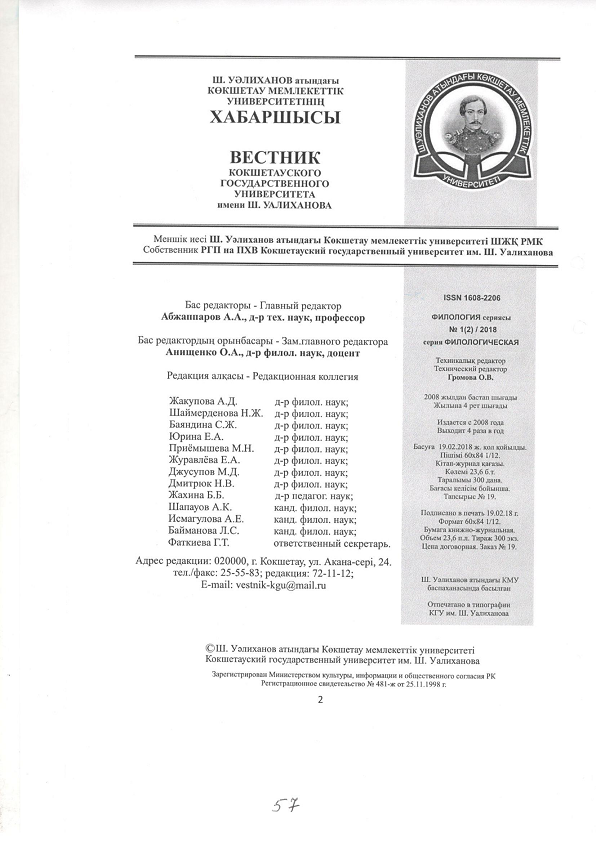 Ш. УӘЛИХАНОВ атындағы
КӨКШЕТАУ МЕМЛЕКЕТТІК
УНИВЕРСИТЕТІНІҢ
ХАБАРШЫСЫ
ВЕСТНИК
КОКШЕТАУСКОГО
ГОСУДАРСТВЕННОГО
УНИВЕРСИТЕТА
имени Ш. УАЛИХАНОВА
Ш.УӘЛИХАНОВ АТЫНДАҒЫ КӨКШЕТАУ МЕМЛЕКЕТТІК
УНИВЕРСИТЕТІ
Меншік иесі Ш. Уәлиханов атындағы Көкшетау мемлекеттік университеті ШЖҚ РМК
Собственник РГП на ПХВ Кокшетауский государственный университет им. Ш. Уалиханова
Бас редакторы - Главный редактор
Абжаппаров А.А., д-р тех. наук, профессор
Бас редактордың орынбасары - Зам.главного редактора
Анищенко О.А., д-р филол. наук, доцент
Редакция алқасы - Редакционная коллегия
Жакупова А.Д. д-р филол. наук;
Шаймерденова Н.Ж. д-р филол. наук;
Баяндина С.Ж. д-р филол. наук;
Юрина Е.А. д-р филол. наук;
Приёмышева М.Н. д-р филол. наук;
Журавлёва Е.А. д-р филол. наук;
Джусупов М.Д. д-р филол. наук;
Дмитрюк Н.В. д-р филол. наук;
Жахина Б.Б. д-р педагог. наук;
Шапауов А.К. канд. филол. наук;
Исмагулова А.Е. канд. филол. наук;
Байманова Л.С. канд. филол. наук;
Фаткиева Г.Т. ответственный секретарь.
Адрес редакции: 020000, г. Кокшетау, ул. Акана-сері, 24.
тел./факс: 25-55-83; редакция: 72-11-12;
E-mail: vestnik-kgu@mail.ru
ISSN 1608-2206
ФИЛОЛОГИЯ сериясы
№ 1(2) / 2018
серия ФИЛОЛОГИЧЕСКАЯ
Техникалық редактор
Технический редактор
Громова О.В.
2008 жылдан бастап шығады
Жылына 4 рет шығады
Издается с 2008 года
Выходит 4 раза в год
Басуға 19.02.2018 ж. қол қойылды.
Пішімі 60х84 1/12.
Кітап-журнал қағазы.
Көлемі 23,6 б.т.
Таралымы 300 дана.
Бағасы келісім бойынша.
Тапсырыс № 19.
Подписано в печать 19.02.18 г.
Формат 60х84 1/12.
Бумага книжно-журнальная.
Объем 23,6 п.л. Тираж 300 экз.
Цена договорная. Заказ № 19.
Ш. Уәлиханов атындағы КМУ
баспаханасында басылған
Отпечатано в типографии
КГУ им. Ш. Уалиханова
©Ш. Уәлиханов атындағы Көкшетау мемлекеттік университеті
Кокшетауский государственный университет им. Ш. Уалиханова
Зарегистрирован Министерством культуры, информации и общественного согласия РК
Регистрационное свидетельство № 481-ж от 25.11.1998 г.
2
57